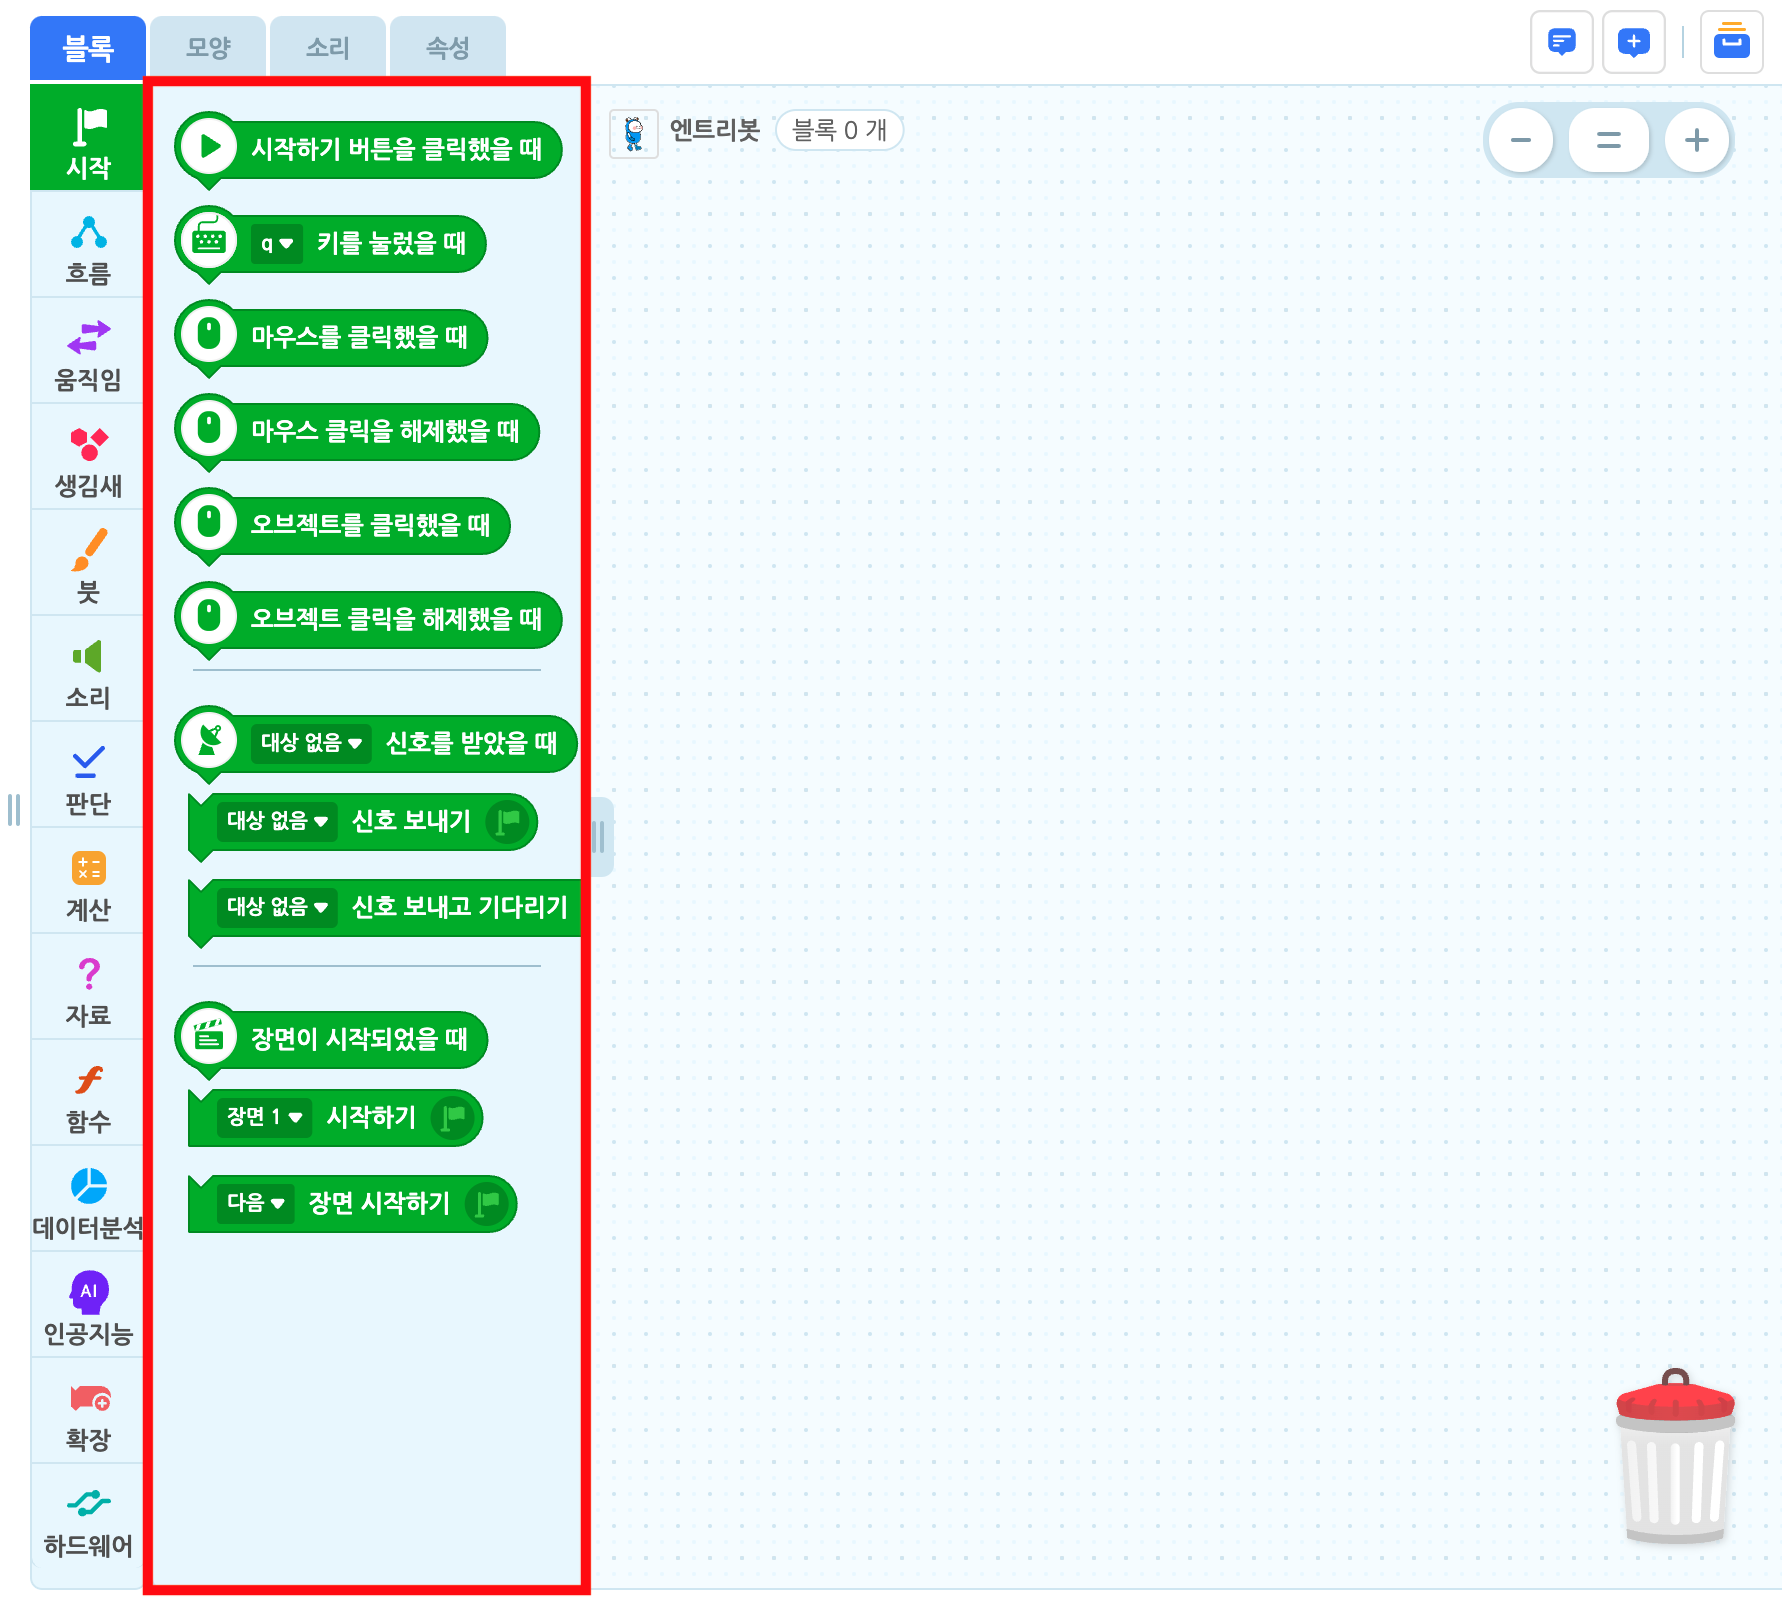 블록
모양
소리
속성
시작
흐름
움직임
생김새
붓
소리
판단
계산
자료
함수
데이터분석
AI
인공지능
확장
하드웨어
시작하기 버튼을 클릭했을 때
q 키를 눌렀을 때
마우스를 클릭했을 때
마우스 클릭을 해제했을 때
오브젝트를 클릭했을 때
오브젝트 클릭을 해제했을 때
대상 없음 신호를 받았을 때
대상 없음 신호 보내기
대상 없음 신호 보내고 기다리기
장면이 시작되었을 때
장면 1 시작하기
다음 장면 시작하기
엔트리봇
블록 0 개